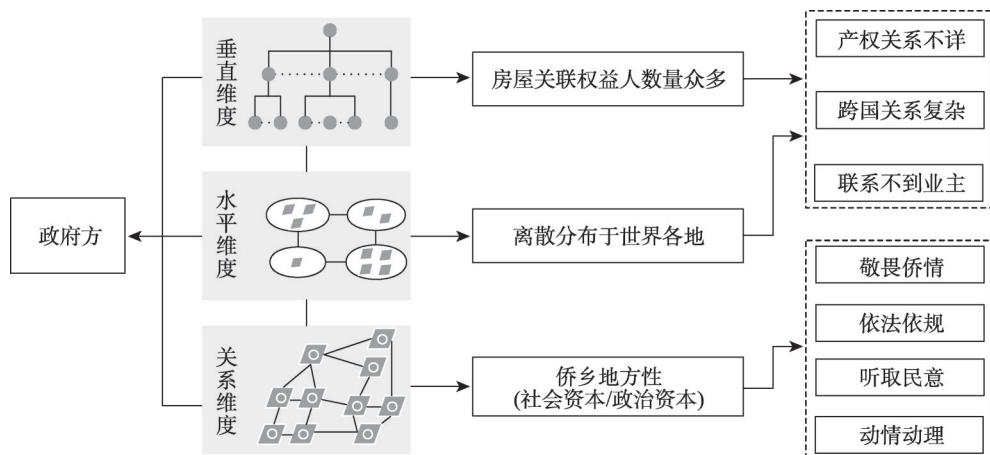 政府方
垂直维度
水平维度
关系维度
房屋关联权益人数量众多
离散分布于世界各地
侨乡地方性
(社会资本/政治资本)
产权关系不详
跨国关系复杂
联系不到业主
敬畏侨情
依法依规
听取民意
动情动理